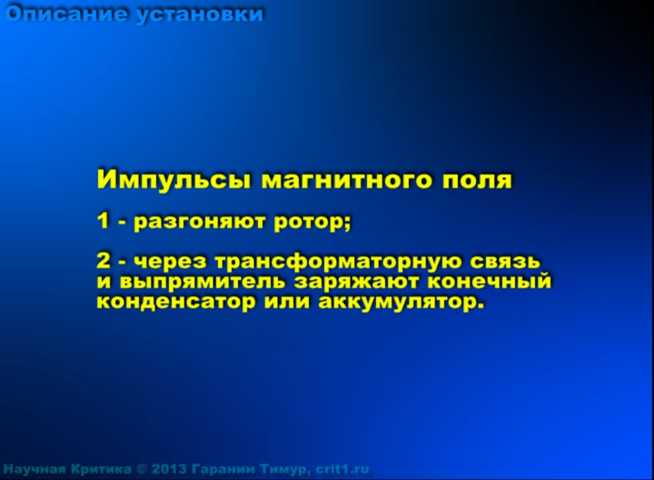 Описание установки
Импульсы магнитного поля
1 - разгоняют ротор;
2 - через трансформаторную связь
и выпрямитель заряжают конечный
конденсатор или аккумулятор.
Научная Критика © 2013 Гаранин Тимур, crit1.ru